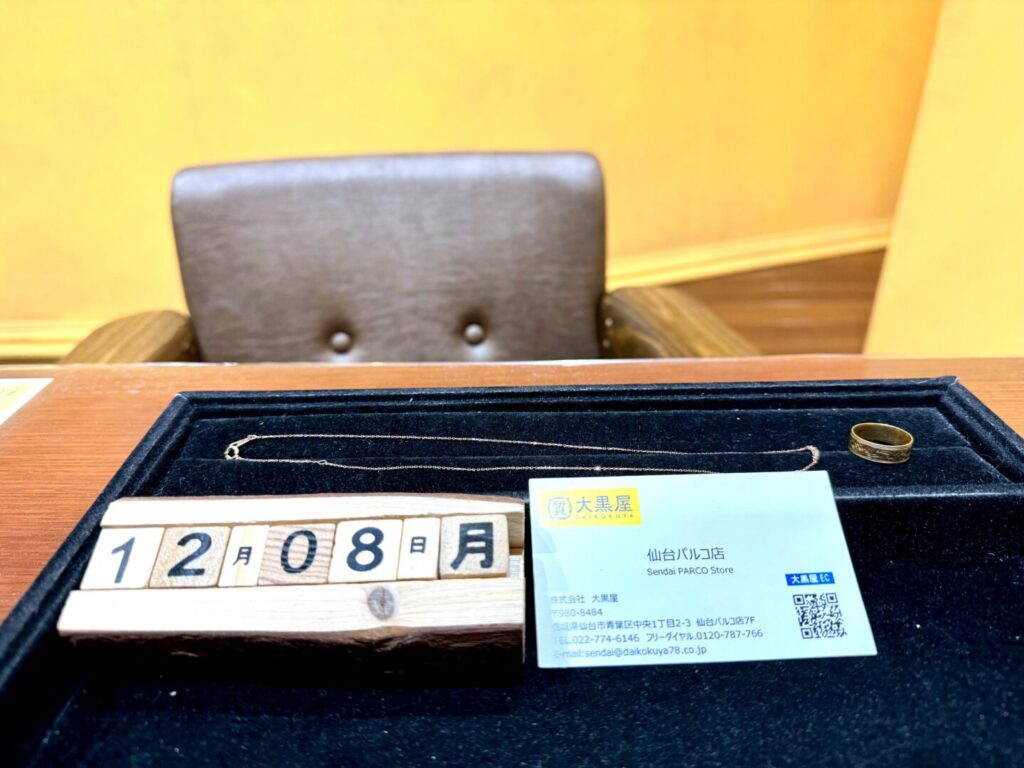 12月08日月
質 大黒屋
DAIKOKUYA
仙台パルコ店
Sendai PARCO Store
大黒屋 EC
株式会社 大黒屋
〒980-8484
宮城県仙台市青葉区中央1丁目2-3 仙台パルコ店7F
TEL.022-774-6146 フリーダイヤル.0120-787-766
E-mail:sendai@daikokuya78.co.jp